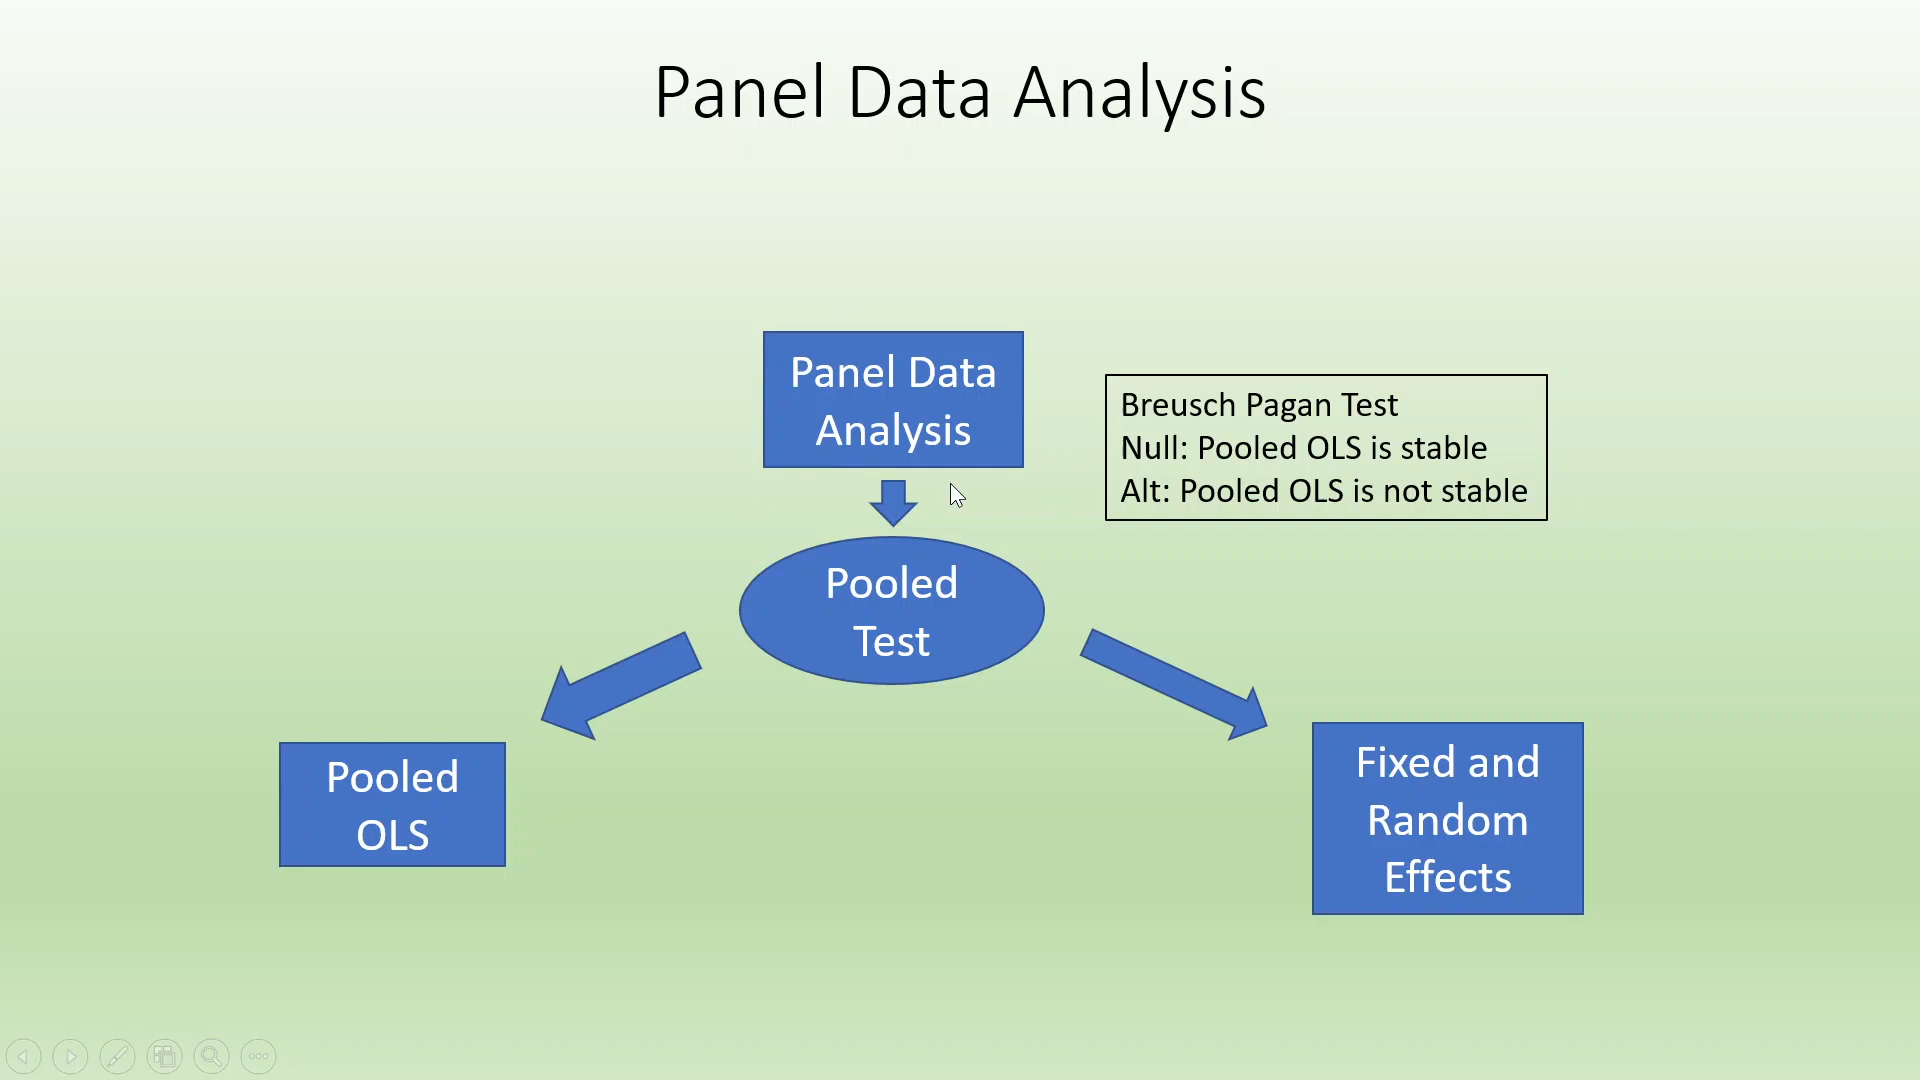 Panel Data Analysis
Panel Data
Analysis
Breusch Pagan Test
Null: Pooled OLS is stable
Alt: Pooled OLS is not stable
Pooled
Test
Pooled
OLS
Fixed and
Random
Effects